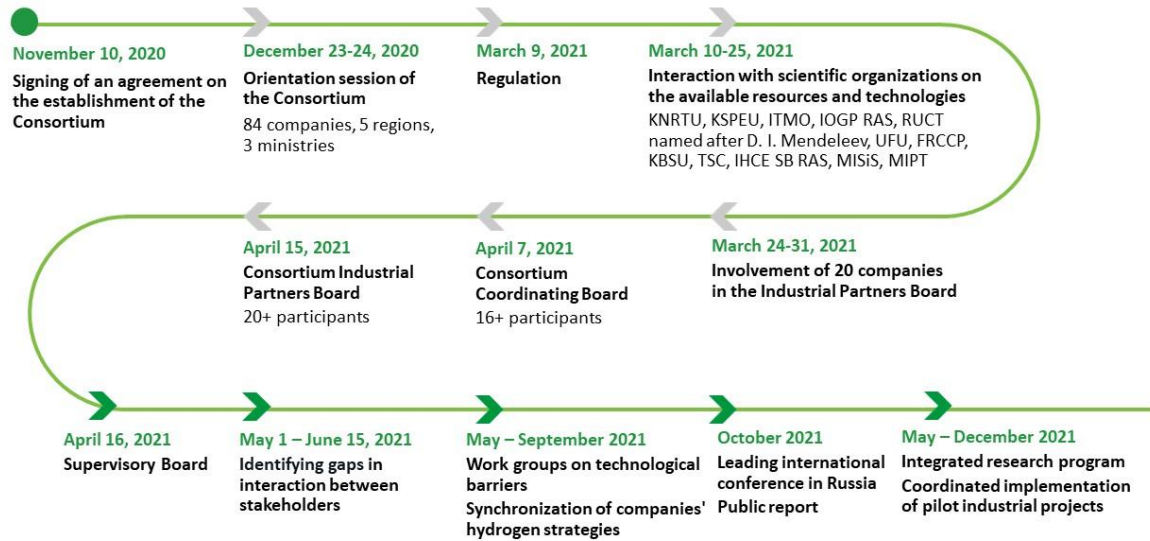 November 10, 2020
Signing of an agreement on
the establishment of the
Consortium
December 23-24, 2020
Orientation session of
the Consortium
84 companies, 5 regions,
3 ministries
March 9, 2021
Regulation
March 10-25, 2021
Interaction with scientific organizations on
the available resources and technologies
KNRTU, KSPEU, ITMO, IOGP RAS, RUCT
named after D. I. Mendeleev, UFU, FRCCP,
KBSU, TSC, IHCE SB RAS, MISiS, MIPT
April 15, 2021
Consortium Industrial
Partners Board
20+ participants
April 7, 2021
Consortium
Coordinating Board
16+ participants
March 24-31, 2021
Involvement of 20 companies
in the Industrial Partners Board
April 16, 2021
Supervisory Board
May 1 – June 15, 2021
Identifying gaps in
interaction between
stakeholders
May – September 2021
Work groups on technological
barriers
Synchronization of companies'
hydrogen strategies
October 2021
Leading international
conference in Russia
Public report
May – December 2021
Integrated research program
Coordinated implementation
of pilot industrial projects